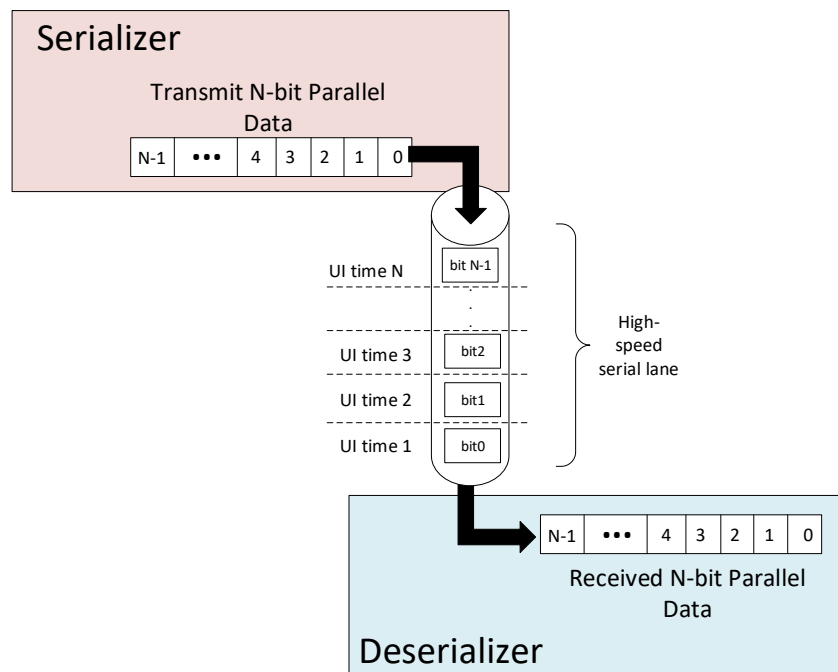 Serializer
Transmit N-bit Parallel
Data
N-1 ••• 4 3 2 1 0
UI time N
bit N-1
.
.
.
UI time 3
bit2
UI time 2
bit1
UI time 1
bit0
High-
speed
serial lane
N-1 ••• 4 3 2 1 0
Received N-bit Parallel
Data
Deserializer